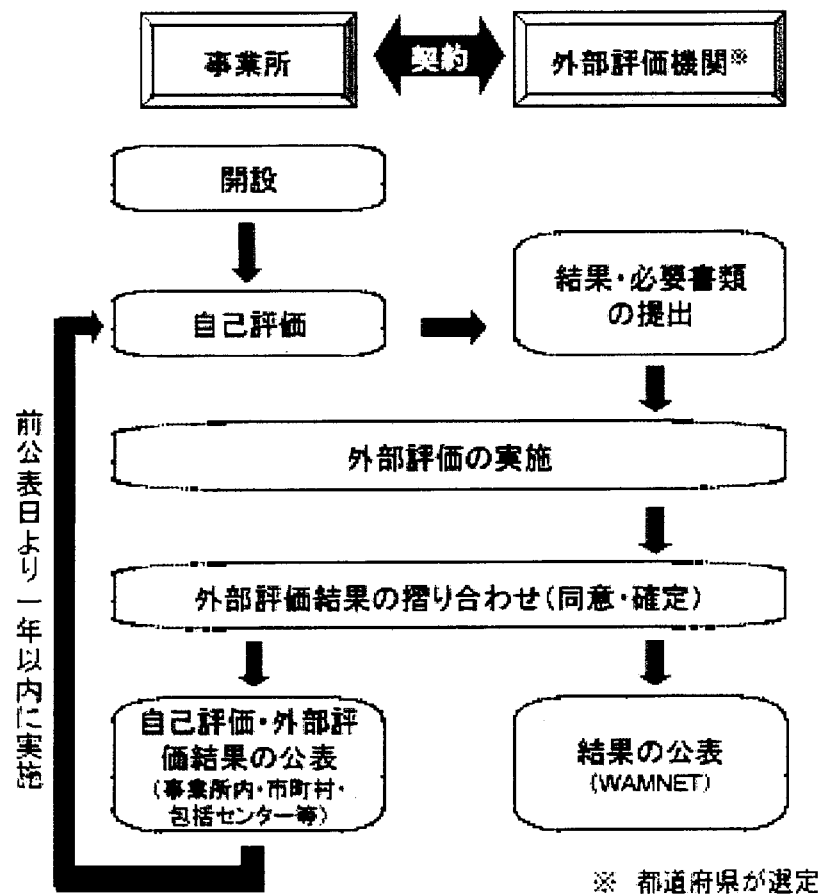 事業所
契約
外部評価機関※
開設
自己評価
結果・必要書類
の提出
外部評価の実施
外部評価結果の摺り合わせ(同意・確定)
自己評価・外部評
価結果の公表
(事業所内・市町村・
包括センター等)
結果の公表
(WAMNET)
前公表日より一年以内に実施
※ 都道府県が選定